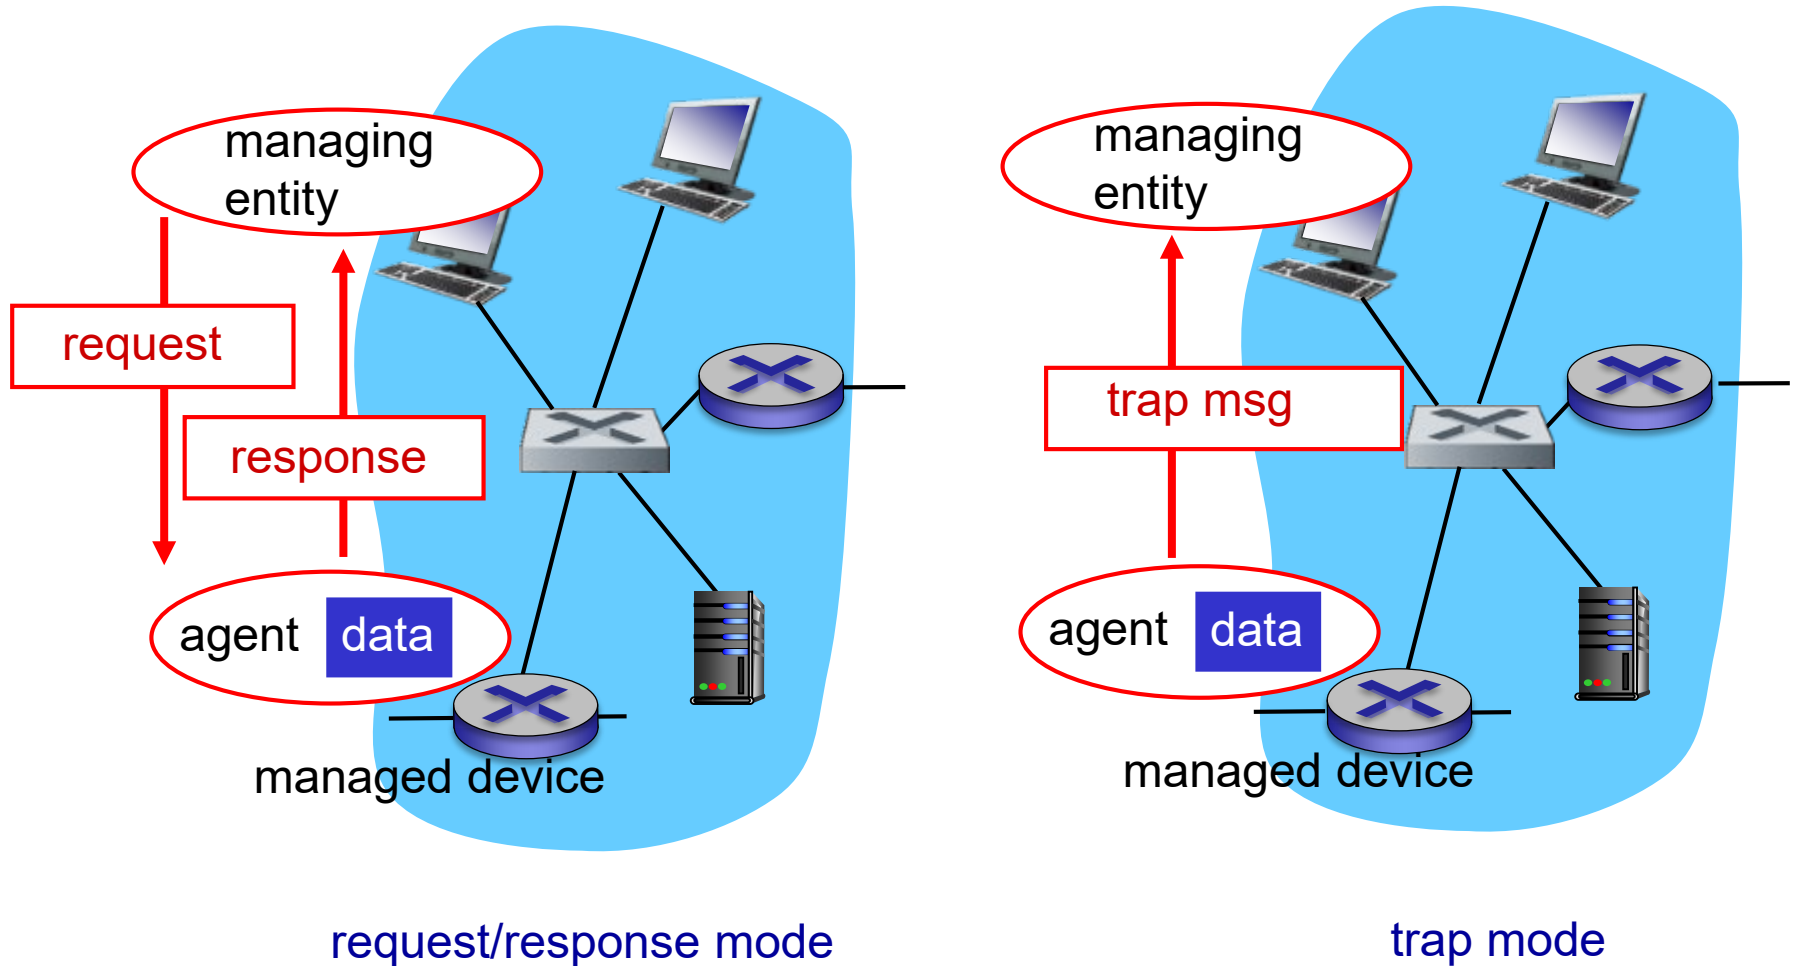 managing
entity
request
response
agent
data
managed device
request/response mode
managing
entity
trap msg
agent
data
managed device
trap mode